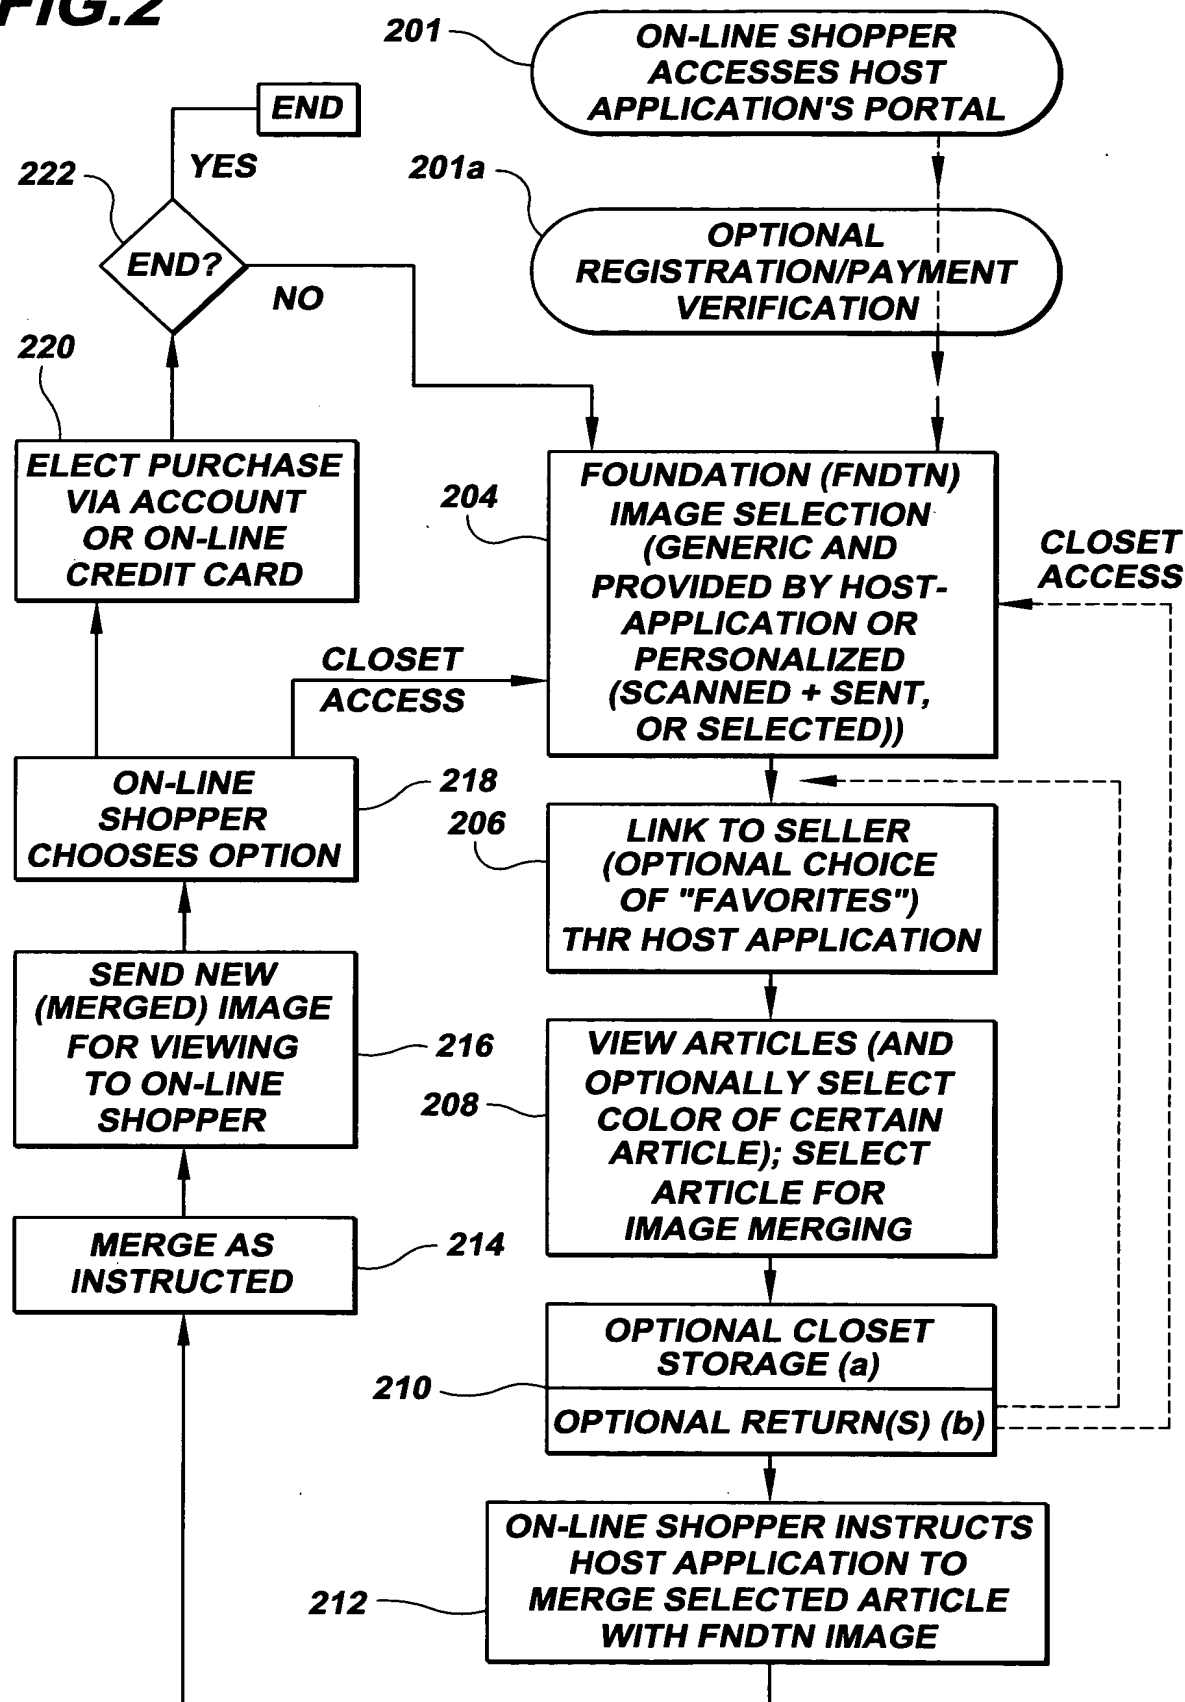 FIG.2
201
ON-LINE SHOPPER
ACCESSES HOST
APPLICATION'S PORTAL
END
YES
222
END?
NO
201a
OPTIONAL
REGISTRATION/PAYMENT
VERIFICATION
220
ELECT PURCHASE
VIA ACCOUNT
OR ON-LINE
CREDIT CARD
204
FOUNDATION (FNDTN)
IMAGE SELECTION
(GENERIC AND
PROVIDED BY HOST-
APPLICATION OR
PERSONALIZED
(SCANNED + SENT,
OR SELECTED))
CLOSET
ACCESS
CLOSET
ACCESS
ON-LINE
SHOPPER
CHOOSES OPTION
218
206
LINK TO SELLER
(OPTIONAL CHOICE
OF "FAVORITES")
THR HOST APPLICATION
SEND NEW
(MERGED) IMAGE
FOR VIEWING
TO ON-LINE
SHOPPER
216
208
VIEW ARTICLES (AND
OPTIONALLY SELECT
COLOR OF CERTAIN
ARTICLE); SELECT
ARTICLE FOR
IMAGE MERGING
MERGE AS
INSTRUCTED
214
OPTIONAL CLOSET
STORAGE (a)
210
OPTIONAL RETURN(S) (b)
ON-LINE SHOPPER INSTRUCTS
HOST APPLICATION TO
MERGE SELECTED ARTICLE
WITH FNDTN IMAGE
212